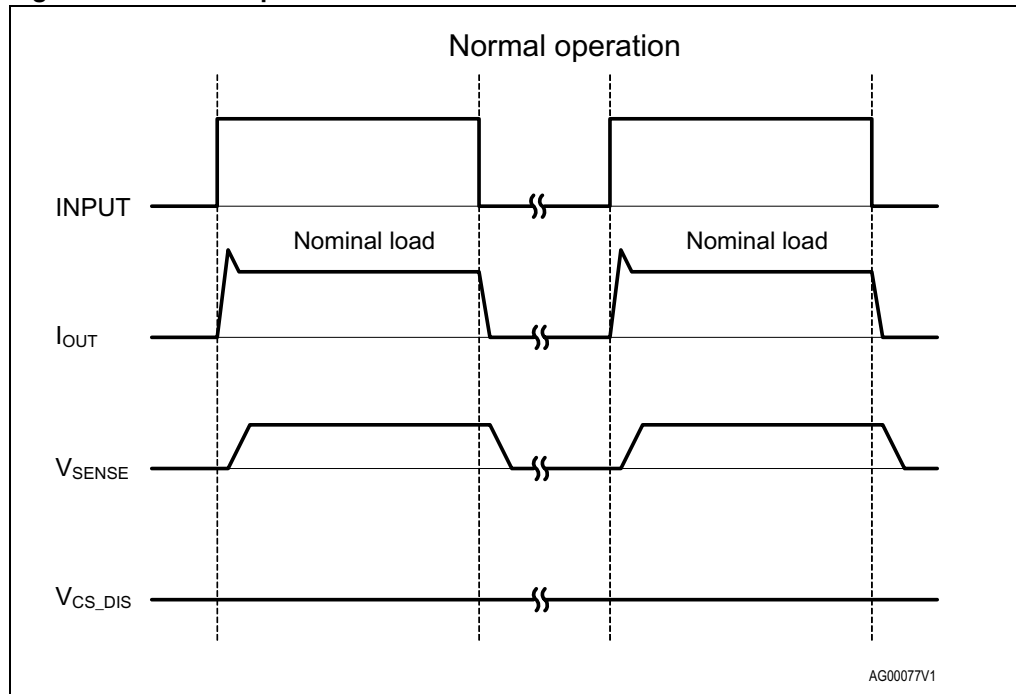 Normal operation
INPUT
Nominal load Nominal load
IOUT
VSENSE
VCS_DIS
AG00077V1